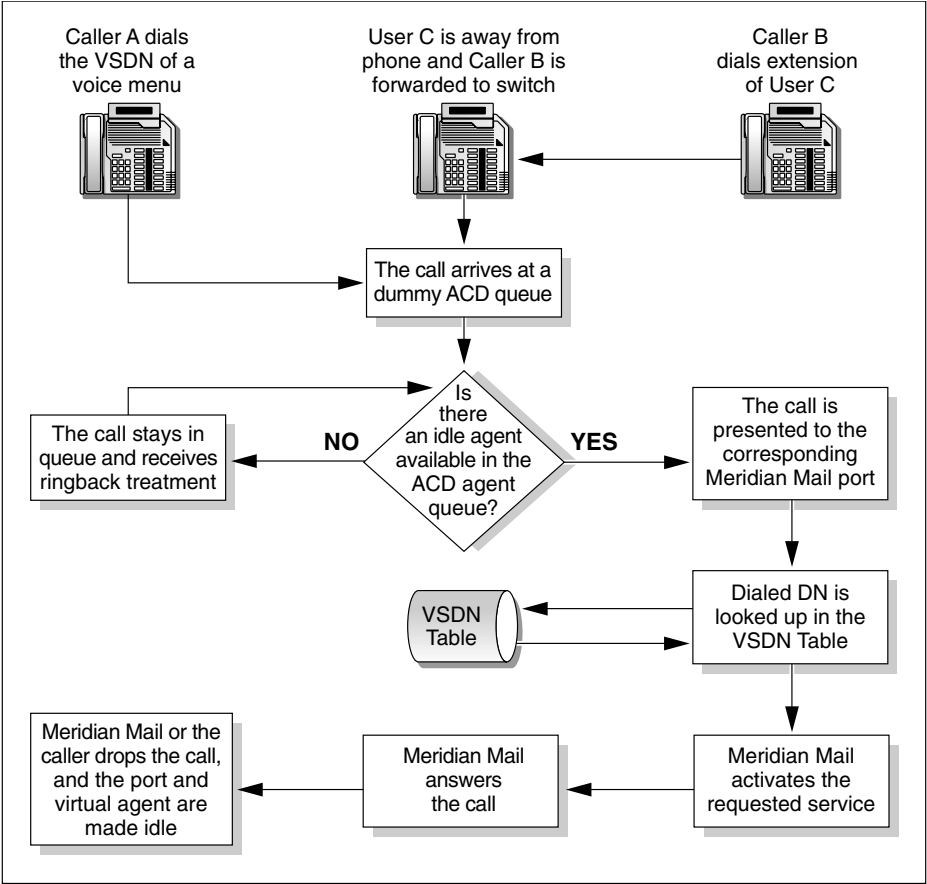 Caller A dials
the VSDN of a
voice menu
User C is away from
phone and Caller B is
forwarded to switch
Caller B
dials extension
of User C
The call arrives at a
dummy ACD queue
Is
there
an idle agent
available in the
ACD agent
queue?
NO
YES
The call stays in
queue and receives
ringback treatment
The call is
presented to the
corresponding
Meridian Mail port
VSDN
Table
Dialed DN is
looked up in the
VSDN Table
Meridian Mail
activates the
requested service
Meridian Mail
answers
the call
Meridian Mail or the
caller drops the call,
and the port and
virtual agent are
made idle